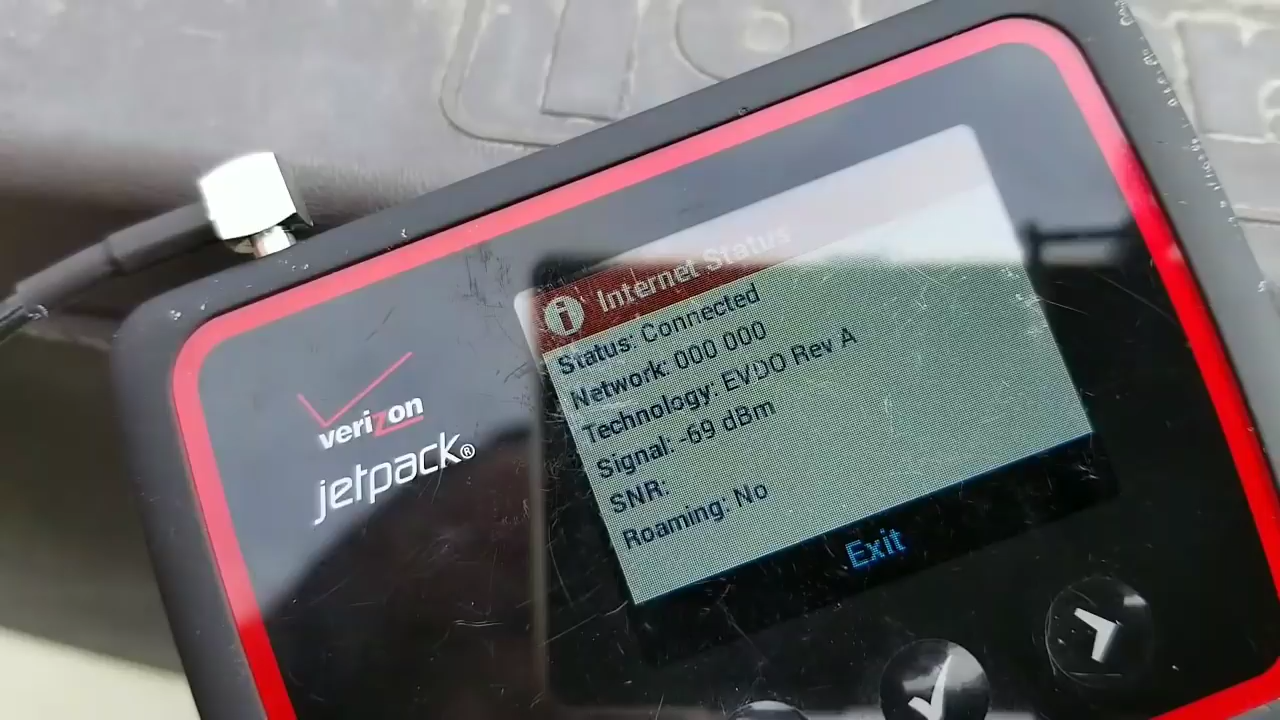 Internet Status
Status: Connected
Network: 000 000
Technology: EVDO Rev A
Signal: -69 dBm
SNR:
Roaming: No
Exit
verizon
jetpack®